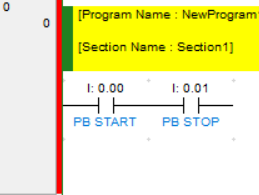 0
0
[Program Name : NewProgram
[Section Name : Section1]
I: 0.00 I: 0.01
PB START PB STOP